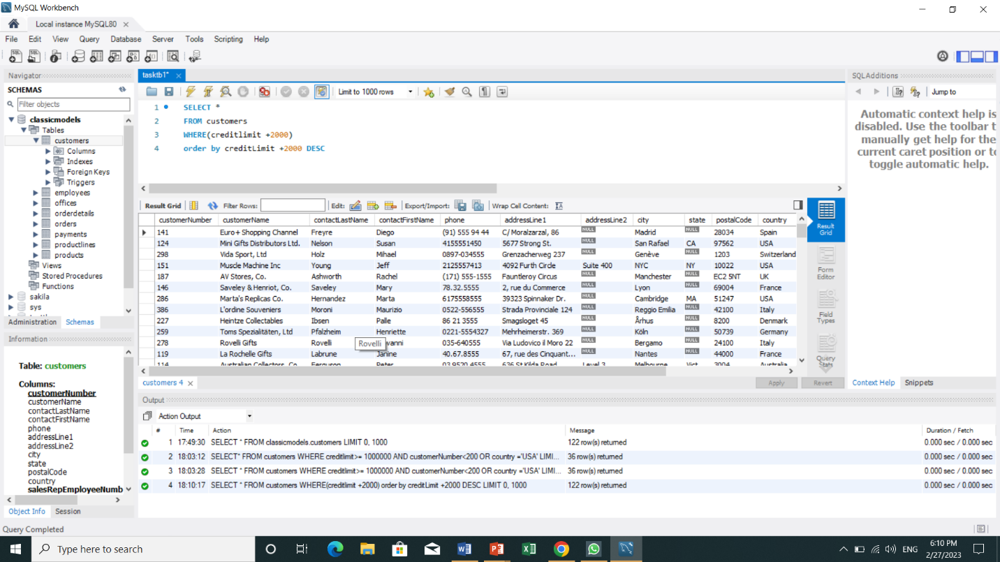 MySQL Workbench
Local instance MySQL80
File Edit View Query Database Server Tools Scripting Help
Navigator
SCHEMAS
Filter objects
classicmodels
Tables
customers
Columns
Indexes
Foreign Keys
Triggers
employees
offices
orderdetails
orders
payments
productlines
products
Views
Stored Procedures
Functions
sakila
sys
Administration Schemas
Information
Table: customers
Columns:
customerNumber
customerName
contactLastName
contactFirstName
phone
addressLine1
addressLine2
city
state
postalCode
country
salesRepEmployeeNumb
Object Info Session
Query Completed
tasktb1*
Limit to 1000 rows
1 SELECT *
2 FROM customers
3 WHERE(creditlimit +2000)
4 order by creditLimit +2000 DESC
Result Grid Filter Rows: Edit: Export/Import: Wrap Cell Content:
customerNumber customerName contactLastName contactFirstName phone addressLine1 addressLine2 city state postalCode country
141 Euro+ Shopping Channel Freyre Diego (91) 555 94 44 C/ Moralzarzal, 86 NULL Madrid NULL 28034 Spain
124 Mini Gifts Distributors Ltd. Nelson Susan 4155551450 5677 Strong St. NULL San Rafael CA 97562 USA
298 Vida Sport, Ltd Holz Mihael 0897-034555 Grenzacherweg 237 NULL Genève NULL 1203 Switzerland
151 Muscle Machine Inc Young Jeff 2125557413 4092 Furth Circle Suite 400 NYC NY 10022 USA
187 AV Stores, Co. Ashworth Rachel (171) 555-1555 Fauntleroy Circus NULL Manchester NULL EC2 5NT UK
146 Saveley & Henriot, Co. Saveley Mary 78.32.5555 2, rue du Commerce NULL Lyon NULL 69004 France
286 Marta's Replicas Co. Hernandez Marta 6175558555 39323 Spinnaker Dr. NULL Cambridge MA 51247 USA
386 L'ordine Souveniers Moroni Maurizio 0522-556555 Strada Provinciale 124 NULL Reggio Emilia NULL 42100 Italy
227 Heintze Collectables Ibsen Palle 86 21 3555 Smagsloget 45 NULL Århus NULL 8200 Denmark
259 Toms Spezialitäten, Ltd Pfalzheim Henriette 0221-5554327 Mehrheimerstr. 369 NULL Köln NULL 50739 Germany
278 Rovelli Gifts Rovelli Rovelli vanni 035-640555 Via Ludovico il Moro 22 NULL Bergamo NULL 24100 Italy
119 La Rochelle Gifts Labrune Janine 40.67.8555 67, rue des Cinquant... NULL Nantes NULL 44000 France
114 Australian Collectors, Co. Ferguson Peter 03 9520 4555 636 St Kilda Road Level 3 Melbourne Vict 3004 Australia
customers 4
Apply Revert
Result Grid
Form Editor
Field Types
Query Stats
Output
Action Output
# Time Action Message Duration / Fetch
1 17:49:30 SELECT * FROM classicmodels.customers LIMIT 0, 1000 122 row(s) returned 0.000 sec / 0.000 sec
2 18:03:12 SELECT* FROM customers WHERE creditlimit>= 1000000 AND customerNumber<200 OR country ='USA' LIMI... 36 row(s) returned 0.000 sec / 0.000 sec
3 18:03:28 SELECT * FROM customers WHERE creditlimit>= 1000000 AND customerNumber<200 OR country ='USA' LIMI... 36 row(s) returned 0.000 sec / 0.000 sec
4 18:10:17 SELECT * FROM customers WHERE(creditlimit +2000) order by creditLimit +2000 DESC LIMIT 0, 1000 122 row(s) returned 0.000 sec / 0.000 sec
SQLAdditions
Jump to
Automatic context help is
disabled. Use the toolbar t
manually get help for the
current caret position or to
toggle automatic help.
Context Help Snippets
Type here to search
ENG
6:10 PM
2/27/2023